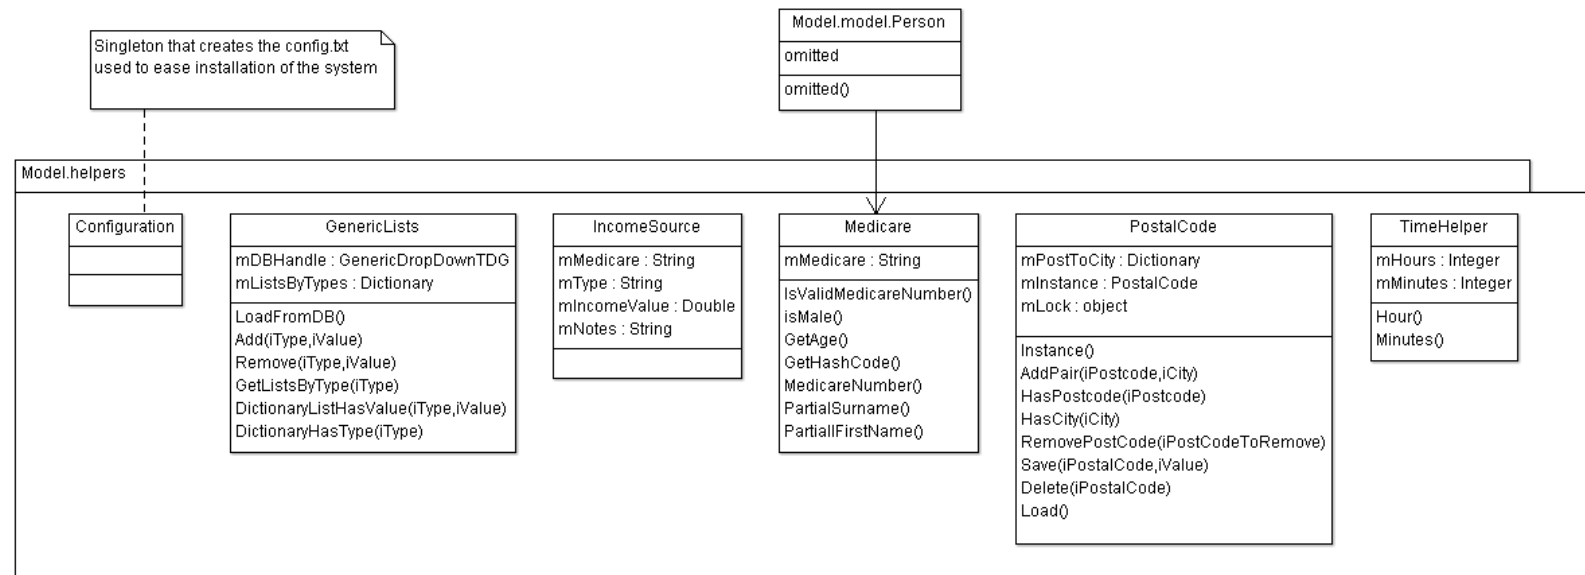 Model.model.Person
omitted
omitted()
Singleton that creates the config.txt
used to ease installation of the system
Model.helpers
Configuration
GenericLists
mDBHandle : GenericDropDownTDG
mListsByTypes : Dictionary
LoadFromDB()
Add(iType,iValue)
Remove(iType,iValue)
GetListsByType(iType)
DictionaryListHasValue(iType,iValue)
DictionaryHasType(iType)
IncomeSource
mMedicare : String
mType : String
mIncomeValue : Double
mNotes : String
Medicare
mMedicare : String
IsValidMedicareNumber()
isMale()
GetAge()
GetHashCode()
MedicareNumber()
PartialSurname()
PartiallFirstName()
PostalCode
mPostToCity : Dictionary
mInstance : PostalCode
mLock : object
Instance()
AddPair(iPostcode,iCity)
HasPostcode(iPostcode)
HasCity(iCity)
RemovePostCode(iPostCodeToRemove)
Save(iPostalCode,iValue)
Delete(iPostalCode)
Load()
TimeHelper
mHours : Integer
mMinutes : Integer
Hour()
Minutes()